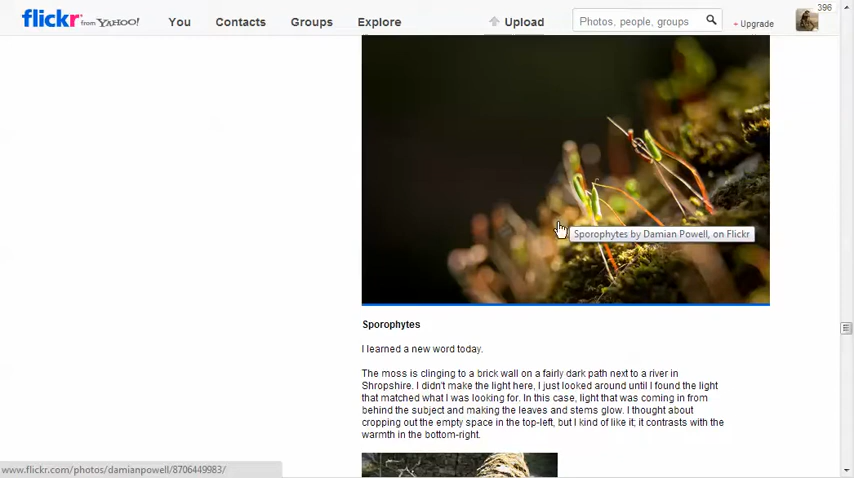 flickr from YAHOO! You Contacts Groups Explore Upload Photos, people, groups + Upgrade 396
Sporophytes by Damian Powell, on Flickr
Sporophytes
I learned a new word today.
The moss is clinging to a brick wall on a fairly dark path next to a river in
Shropshire. I didn't make the light here, I just looked around until I found the light
that matched what I was looking for. In this case, light that was coming in from
behind the subject and making the leaves and stems glow. I thought about
cropping out the empty space in the top-left, but I kind of like it; it contrasts with the
warmth in the bottom-right.
www.flickr.com/photos/damianpowell/8706449983/